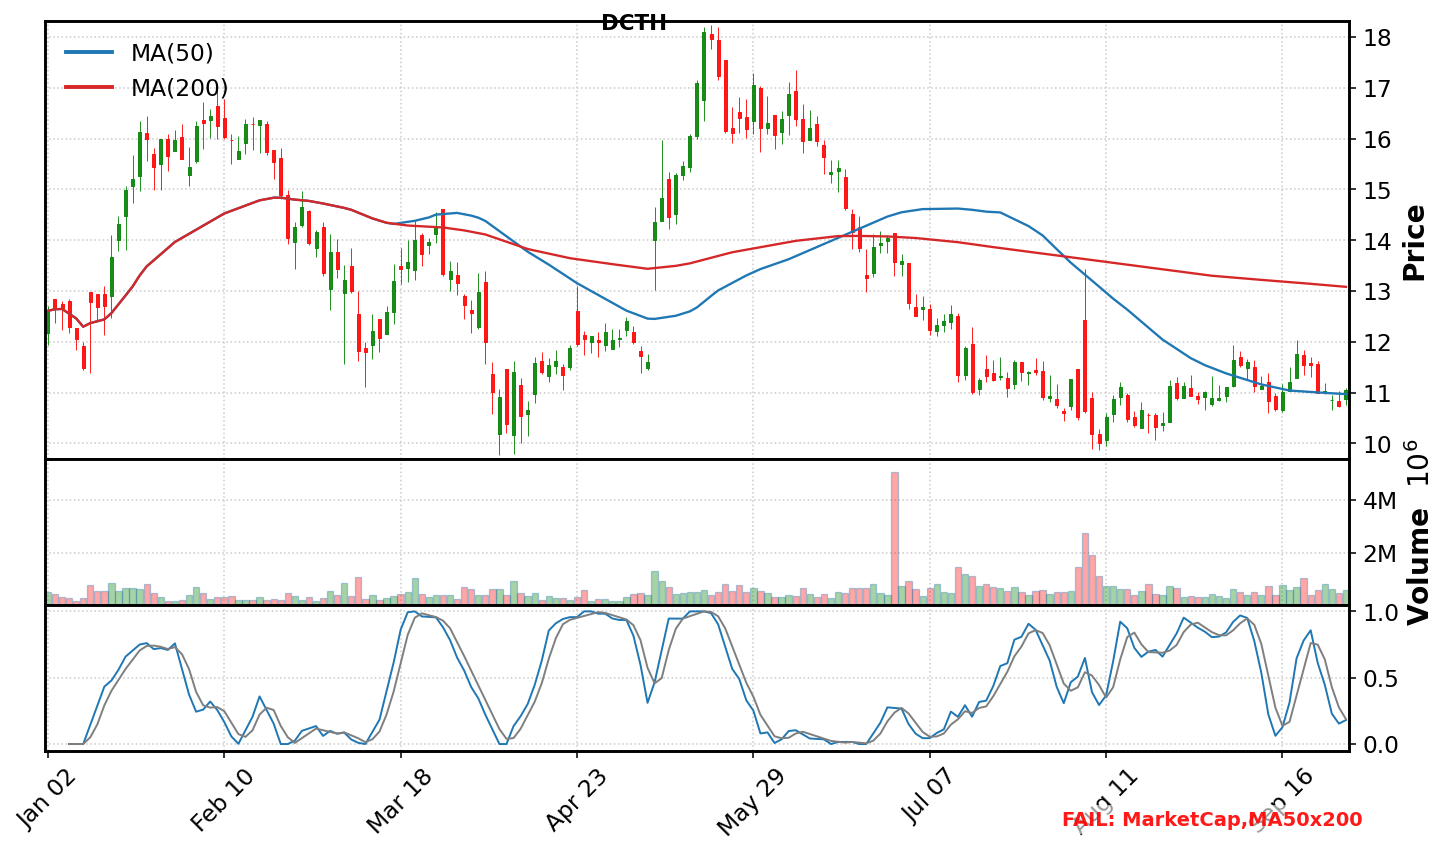 DCTH
MA(50)
MA(200)
18
17
16
15
14
13
12
11
10
Price
4M
2M
Volume 10^6
1.0
0.5
0.0
Jan 02
Feb 10
Mar 18
Apr 23
May 29
Jul 07
Aug 11
Sep 16
FAIL: MarketCap,MA50x200